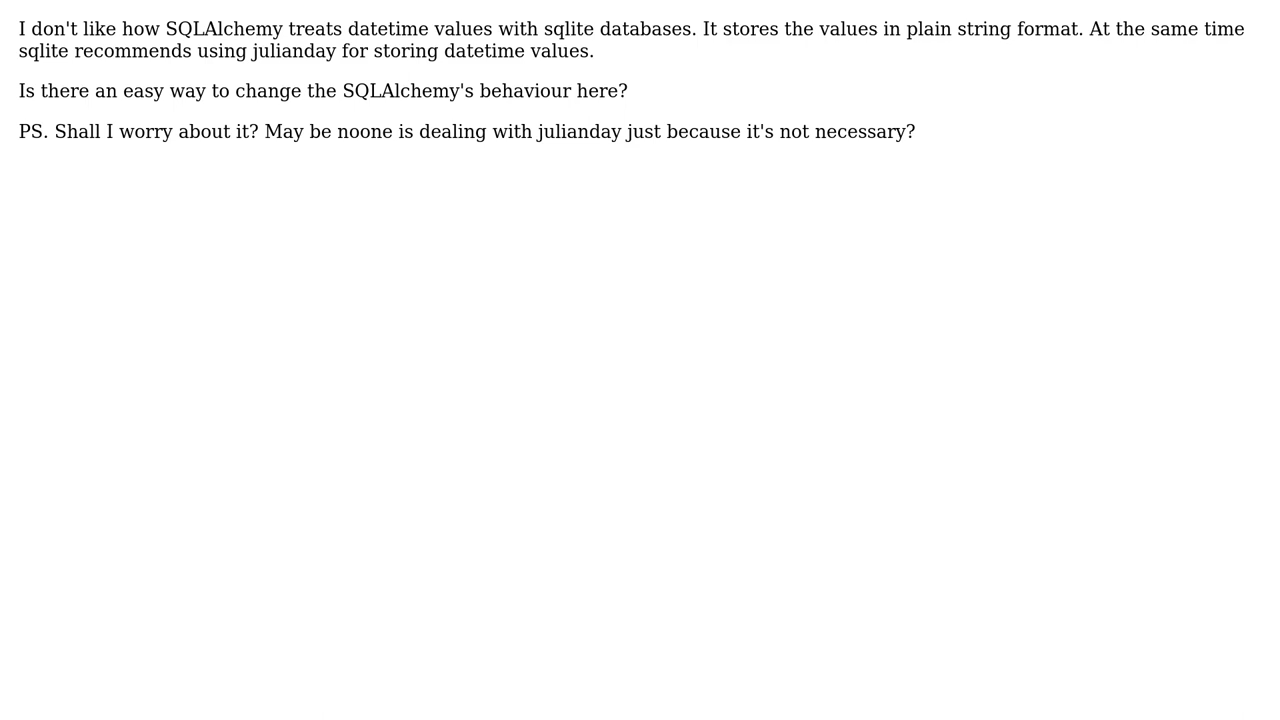 I don't like how SQLAlchemy treats datetime values with sqlite databases. It stores the values in plain string format. At the same time
sqlite recommends using julianday for storing datetime values.
Is there an easy way to change the SQLAlchemy's behaviour here?
PS. Shall I worry about it? May be noone is dealing with julianday just because it's not necessary?